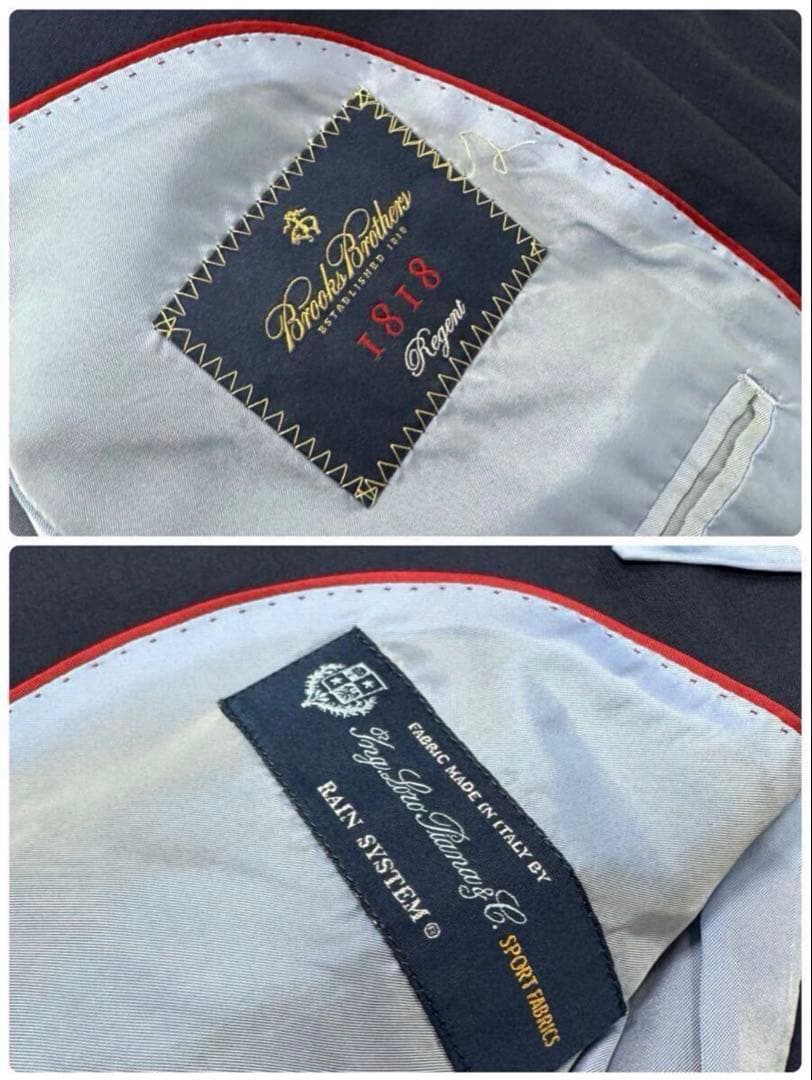 Brooks Brothers
ESTABLISHED 1818
1818
Regent
FABRIC MADE IN ITALY BY
Ing. Loro Piana & C.
RAIN SYSTEM ®
SPORT FABRICS